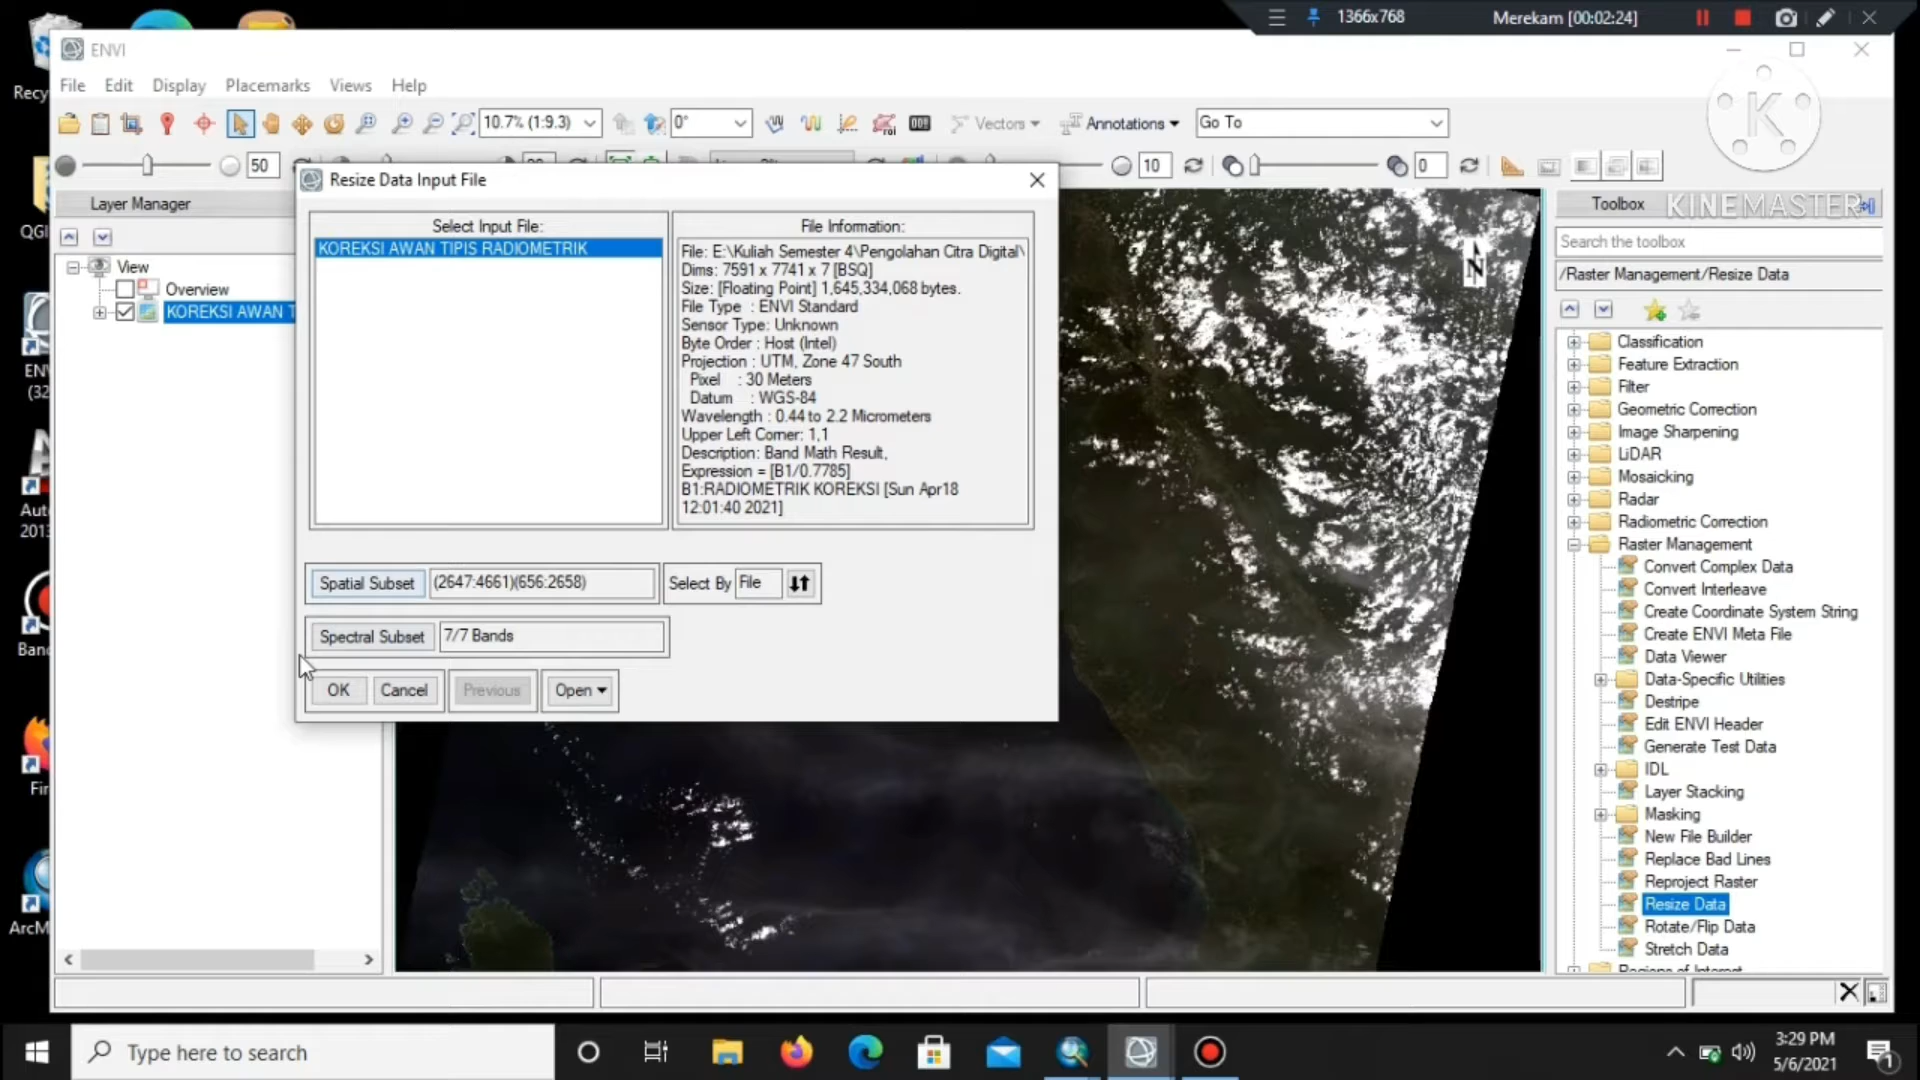 1366x768
Merekam [00:02:24]
ENVI
File Edit Display Placemarks Views Help
10.7% (1:9.3)
0°
Vectors
Annotations
Go To
50
10
0
Layer Manager
View
Overview
KOREKSI AWAN T
Resize Data Input File
Select Input File:
KOREKSI AWAN TIPIS RADIOMETRIK
File Information:
File: E:\Kuliah Semester 4\Pengolahan Citra Digital\
Dims: 7591 x 7741 x 7 [BSQ]
Size: [Floating Point] 1,645,334,068 bytes.
File Type : ENVI Standard
Sensor Type: Unknown
Byte Order : Host (Intel)
Projection : UTM, Zone 47 South
Pixel : 30 Meters
Datum : WGS-84
Wavelength : 0.44 to 2.2 Micrometers
Upper Left Corner: 1,1
Description: Band Math Result,
Expression = [B1/0.7785]
B1:RADIOMETRIK KOREKSI [Sun Apr18
12:01:40 2021]
Spatial Subset (2647:4661)(656:2658)
Select By File
Spectral Subset 7/7 Bands
OK Cancel Previous Open
N
K
KINEMASTER
Toolbox
Search the toolbox
/Raster Management/Resize Data
Classification
Feature Extraction
Filter
Geometric Correction
Image Sharpening
LiDAR
Mosaicking
Radar
Radiometric Correction
Raster Management
Convert Complex Data
Convert Interleave
Create Coordinate System String
Create ENVI Meta File
Data Viewer
Data-Specific Utilities
Destripe
Edit ENVI Header
Generate Test Data
IDL
Layer Stacking
Masking
New File Builder
Replace Bad Lines
Reproject Raster
Resize Data
Rotate/Flip Data
Stretch Data
Recy
QGI
ENV
(32
Aut
2013
Banc
Fir
ArcM
Type here to search
3:29 PM
5/6/2021
1